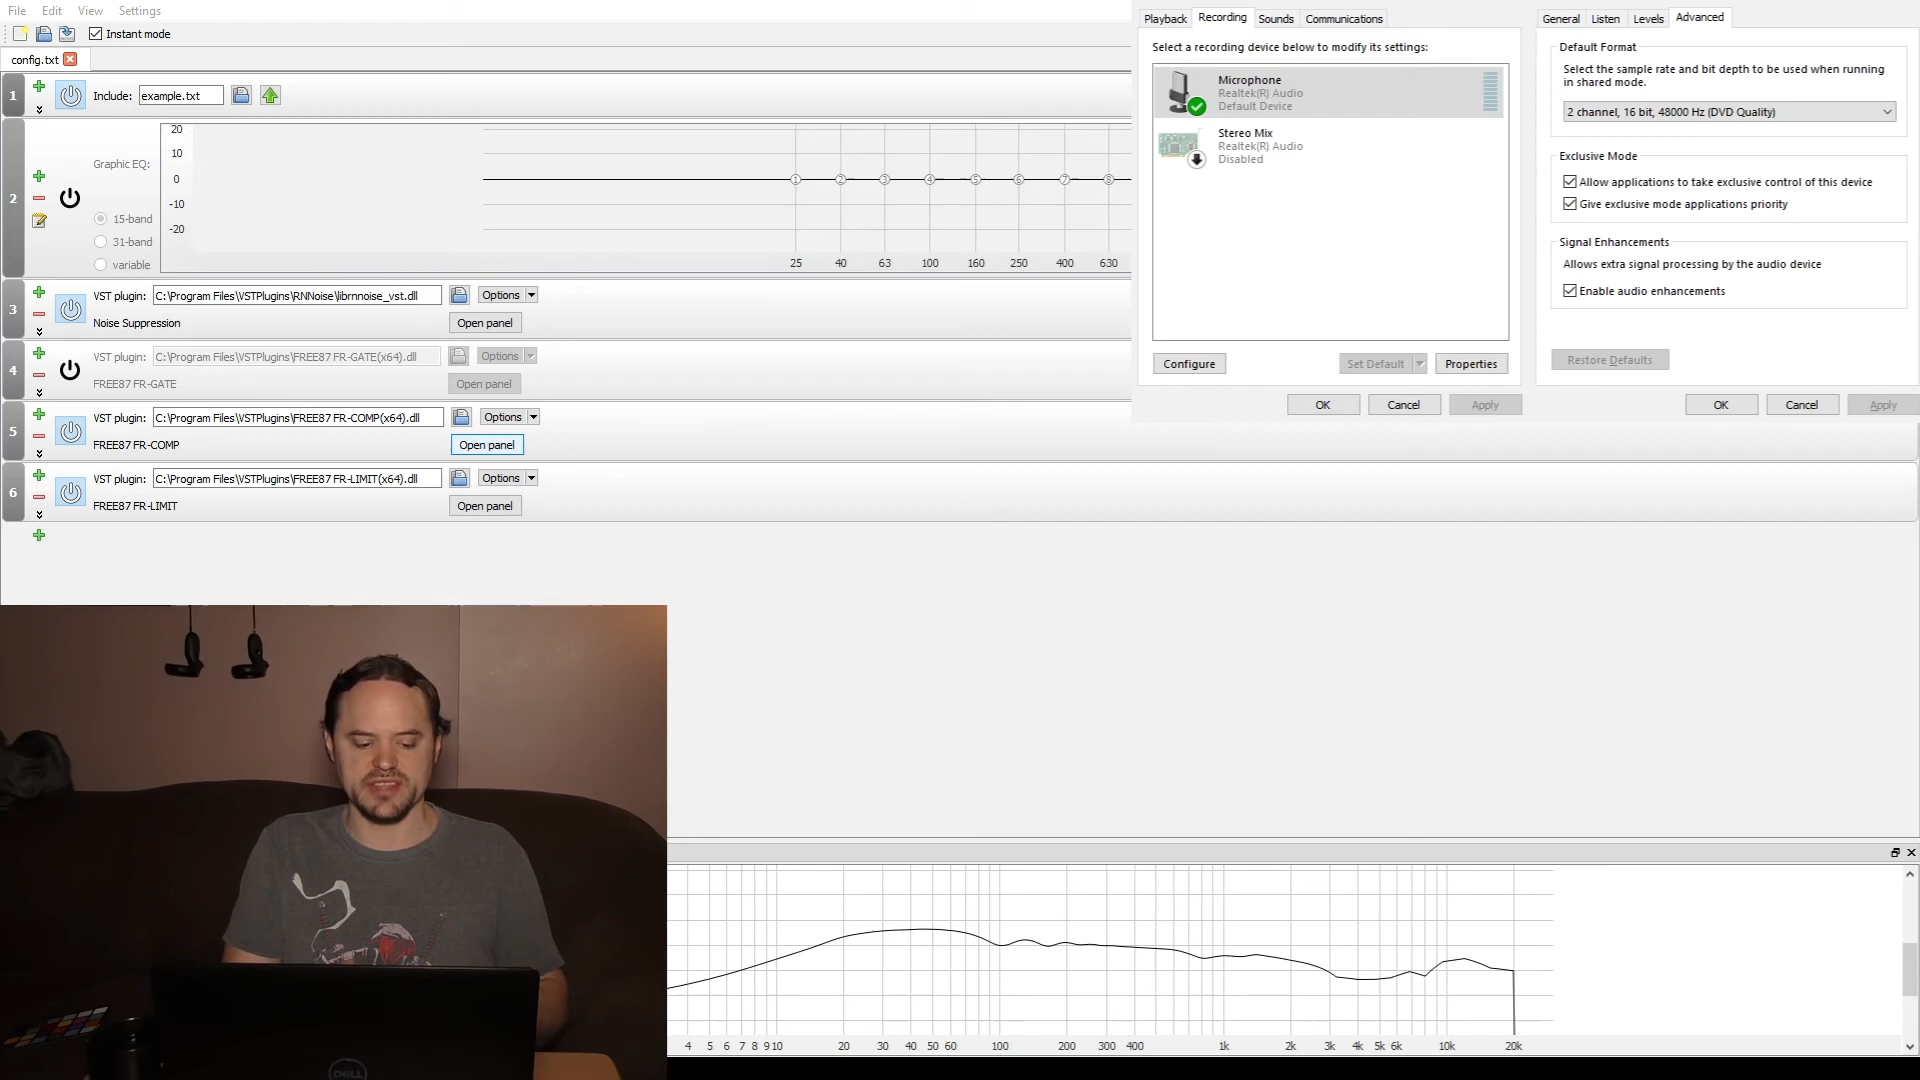 File Edit View Settings
Instant mode
config.txt
1 Include: example.txt
2 Graphic EQ:
15-band
31-band
variable
20
10
0
-10
-20
1 2 3 4 5 6 7 8
25 40 63 100 160 250 400 630
3 VST plugin: C:\Program Files\VSTPlugins\RNNoise\librnnoise_vst.dll Options
Noise Suppression Open panel
4 VST plugin: C:\Program Files\VSTPlugins\FREE87 FR-GATE(x64).dll Options
FREE87 FR-GATE Open panel
5 VST plugin: C:\Program Files\VSTPlugins\FREE87 FR-COMP(x64).dll Options
FREE87 FR-COMP Open panel
6 VST plugin: C:\Program Files\VSTPlugins\FREE87 FR-LIMIT(x64).dll Options
FREE87 FR-LIMIT Open panel
Playback Recording Sounds Communications
Select a recording device below to modify its settings:
Microphone
Realtek(R) Audio
Default Device
Stereo Mix
Realtek(R) Audio
Disabled
Configure Set Default Properties
OK Cancel Apply
General Listen Levels Advanced
Default Format
Select the sample rate and bit depth to be used when running
in shared mode.
2 channel, 16 bit, 48000 Hz (DVD Quality)
Exclusive Mode
Allow applications to take exclusive control of this device
Give exclusive mode applications priority
Signal Enhancements
Allows extra signal processing by the audio device
Enable audio enhancements
Restore Defaults
OK Cancel Apply
4 5 6 7 8 9 10 20 30 40 50 60 100 200 300 400 1k 2k 3k 4k 5k 6k 10k 20k
DELL